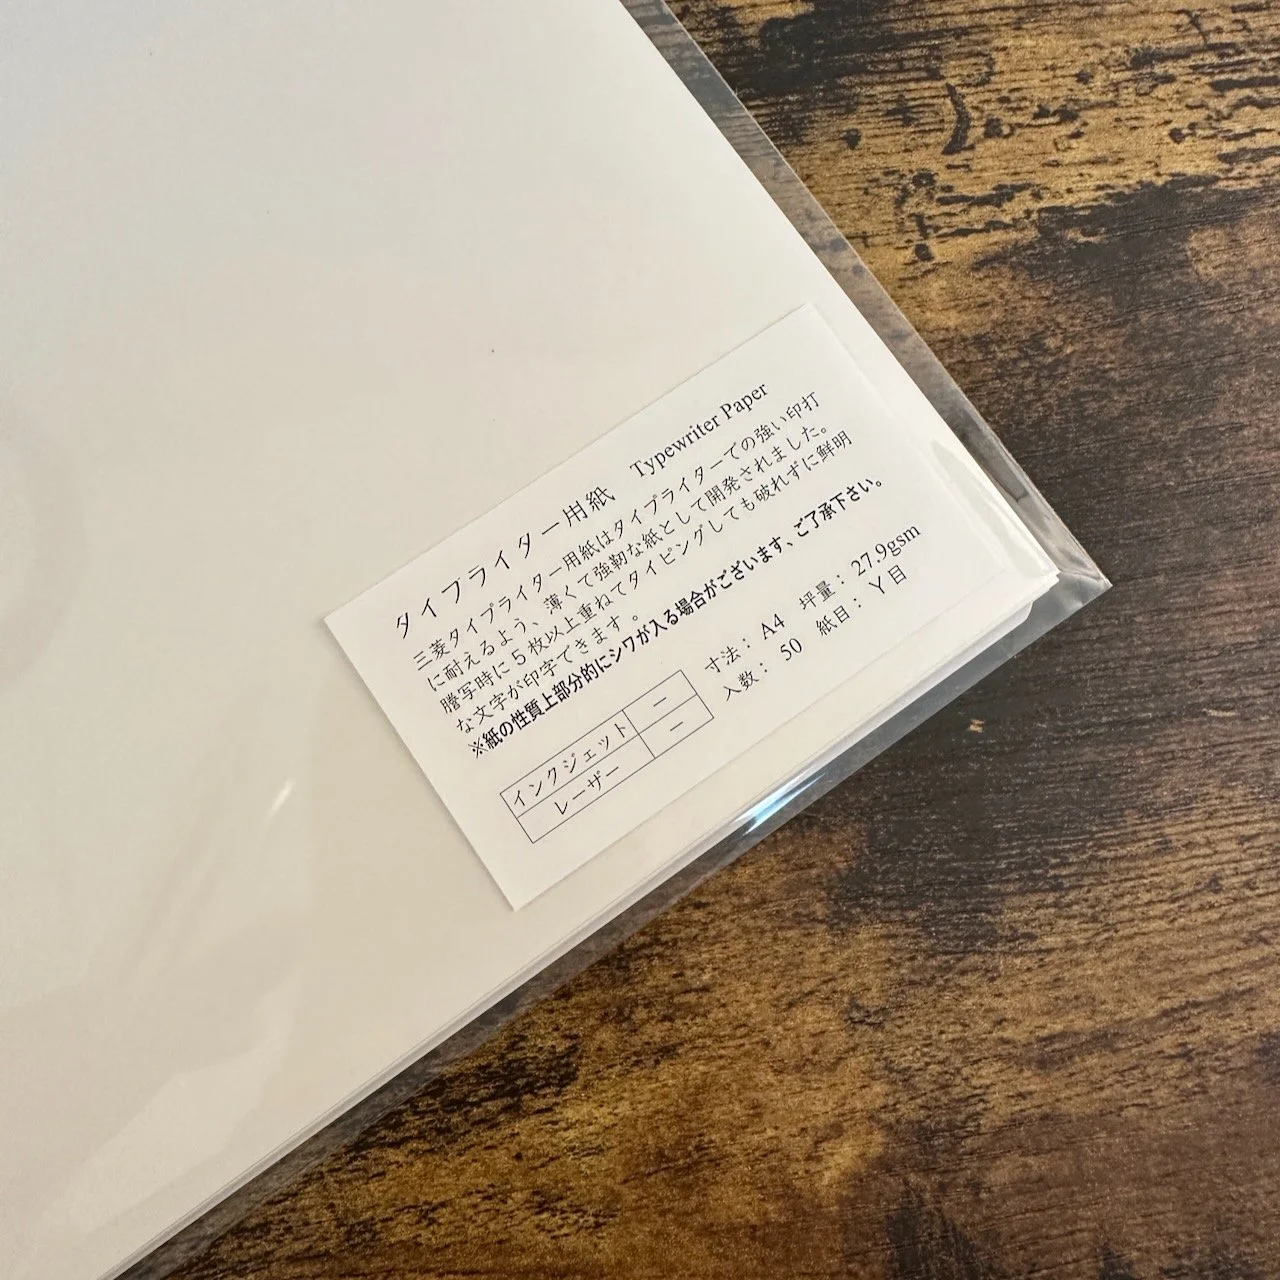 タイプライター用紙 Typewriter Paper
三菱タイプライター用紙はタイプライターでの強い印打
に耐えるよう、薄くて強靭な紙として開発されました。
謄写時に５枚以上重ねてタイピングしても破れずに鮮明
な文字が印字できます。
※紙の性質上部分的にシワが入る場合がございます、ご了承下さい。
インクジェット －
レーザー －
寸法： A4 坪量： 27.9gsm
入数： 50 紙目： Ｙ目